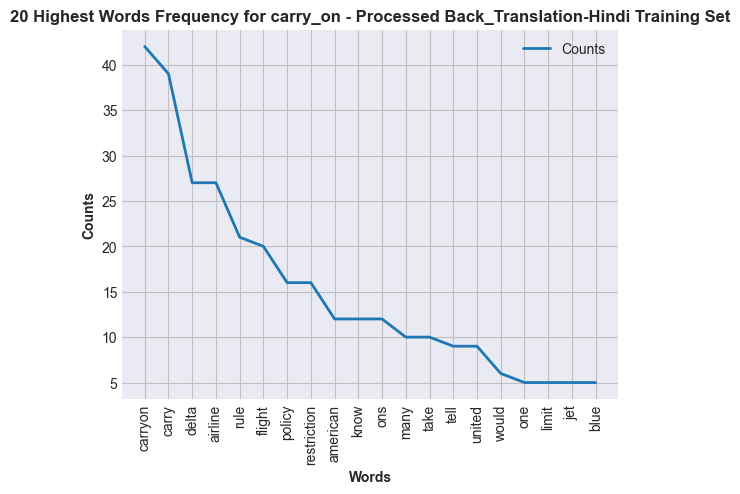 20 Highest Words Frequency for carry_on - Processed Back_Translation-Hindi Training Set
Counts
40
35
30
25
20
15
10
5
Counts
carryon
carry
delta
airline
rule
flight
policy
restriction
american
know
ons
many
take
tell
united
would
one
limit
jet
blue
Words